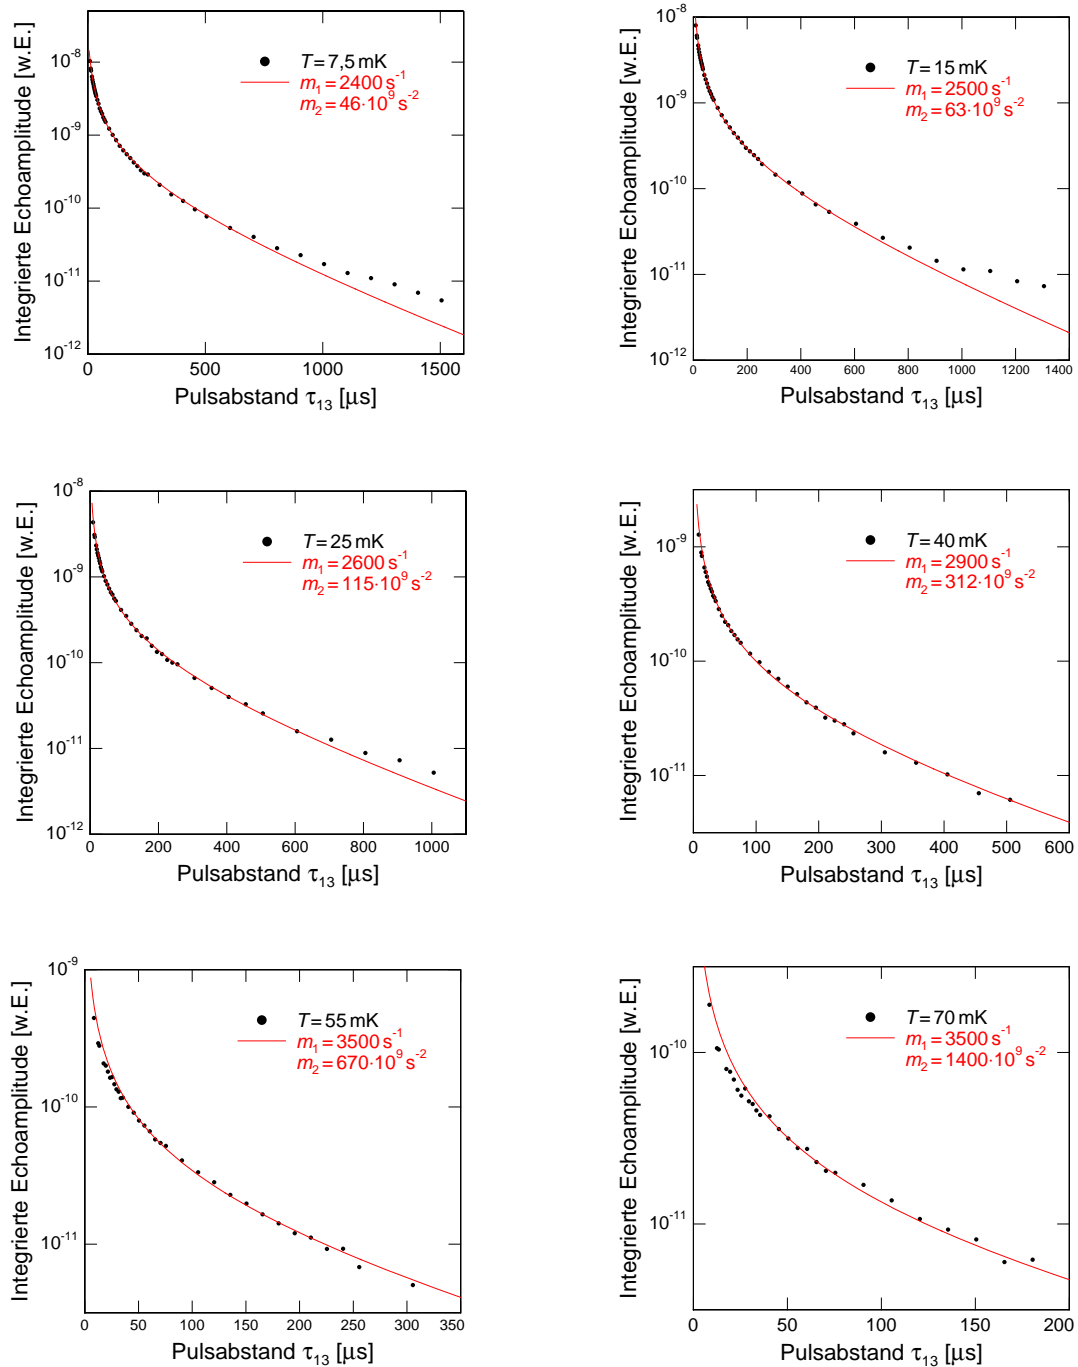 Integrierte Echoamplitude [w.E.]
10⁻⁸
10⁻⁹
10⁻¹⁰
10⁻¹¹
10⁻¹²
T = 7,5 mK
m₁ = 2400 s⁻¹
m₂ = 46·10⁹ s⁻²
0 500 1000 1500
Pulsabstand τ₁₃ [µs]
Integrierte Echoamplitude [w.E.]
10⁻⁸
10⁻⁹
10⁻¹⁰
10⁻¹¹
10⁻¹²
T = 15 mK
m₁ = 2500 s⁻¹
m₂ = 63·10⁹ s⁻²
0 200 400 600 800 1000 1200 1400
Pulsabstand τ₁₃ [µs]
Integrierte Echoamplitude [w.E.]
10⁻⁸
10⁻⁹
10⁻¹⁰
10⁻¹¹
10⁻¹²
T = 25 mK
m₁ = 2600 s⁻¹
m₂ = 115·10⁹ s⁻²
0 200 400 600 800 1000
Pulsabstand τ₁₃ [µs]
Integrierte Echoamplitude [w.E.]
10⁻⁹
10⁻¹⁰
10⁻¹¹
T = 40 mK
m₁ = 2900 s⁻¹
m₂ = 312·10⁹ s⁻²
0 100 200 300 400 500 600
Pulsabstand τ₁₃ [µs]
Integrierte Echoamplitude [w.E.]
10⁻⁹
10⁻¹⁰
10⁻¹¹
T = 55 mK
m₁ = 3500 s⁻¹
m₂ = 670·10⁹ s⁻²
0 50 100 150 200 250 300 350
Pulsabstand τ₁₃ [µs]
Integrierte Echoamplitude [w.E.]
10⁻¹⁰
10⁻¹¹
T = 70 mK
m₁ = 3500 s⁻¹
m₂ = 1400·10⁹ s⁻²
0 50 100 150 200
Pulsabstand τ₁₃ [µs]